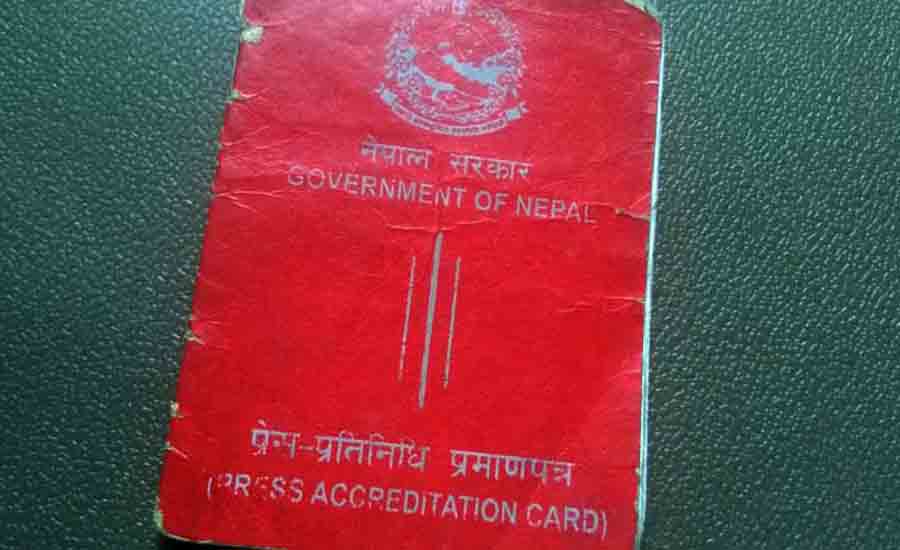 नेपाल सरकार
GOVERNMENT OF NEPAL
प्रेस-प्रतिनिधि प्रमाणपत्र
(PRESS ACCREDITATION CARD)